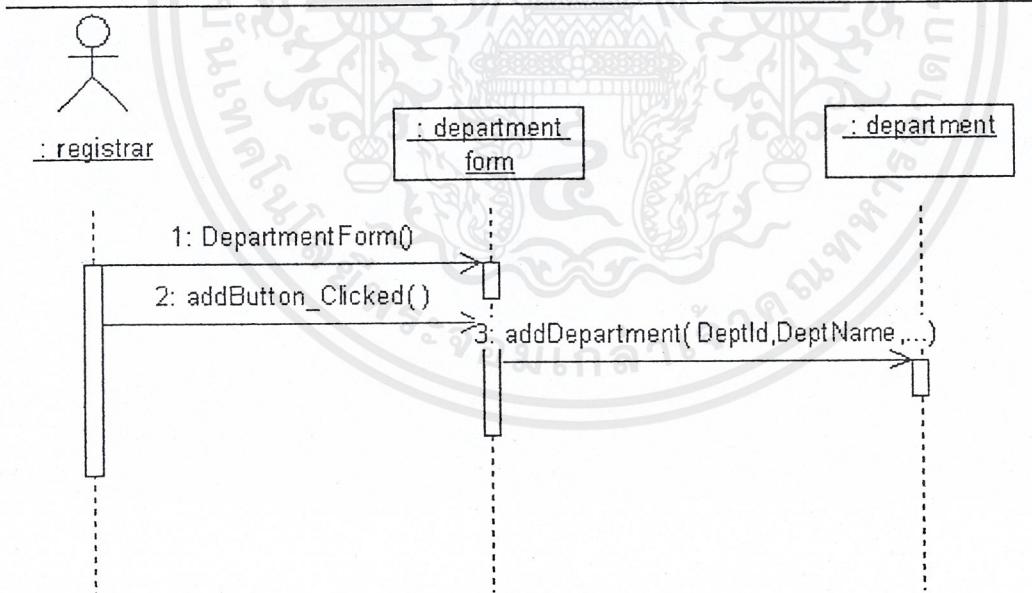 : registrar
: department
form
: department
1: DepartmentForm()
2: addButton_Clicked()
3: addDepartment( DeptId,DeptName,...)